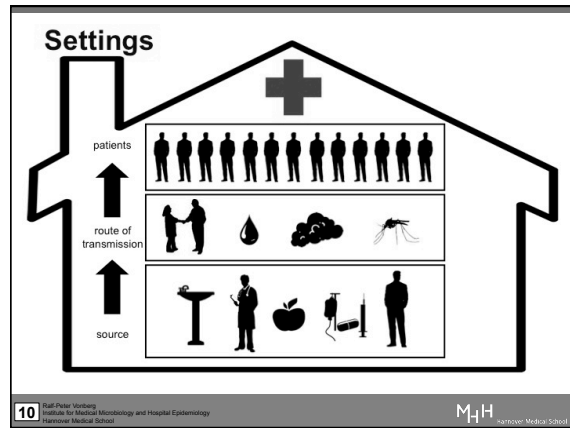 Settings
patients
route of
transmission
source
10
Ralf-Peter Vonberg
Institute for Medical Microbiology and Hospital Epidemiology
Hannover Medical School
MHH
Hannover Medical School